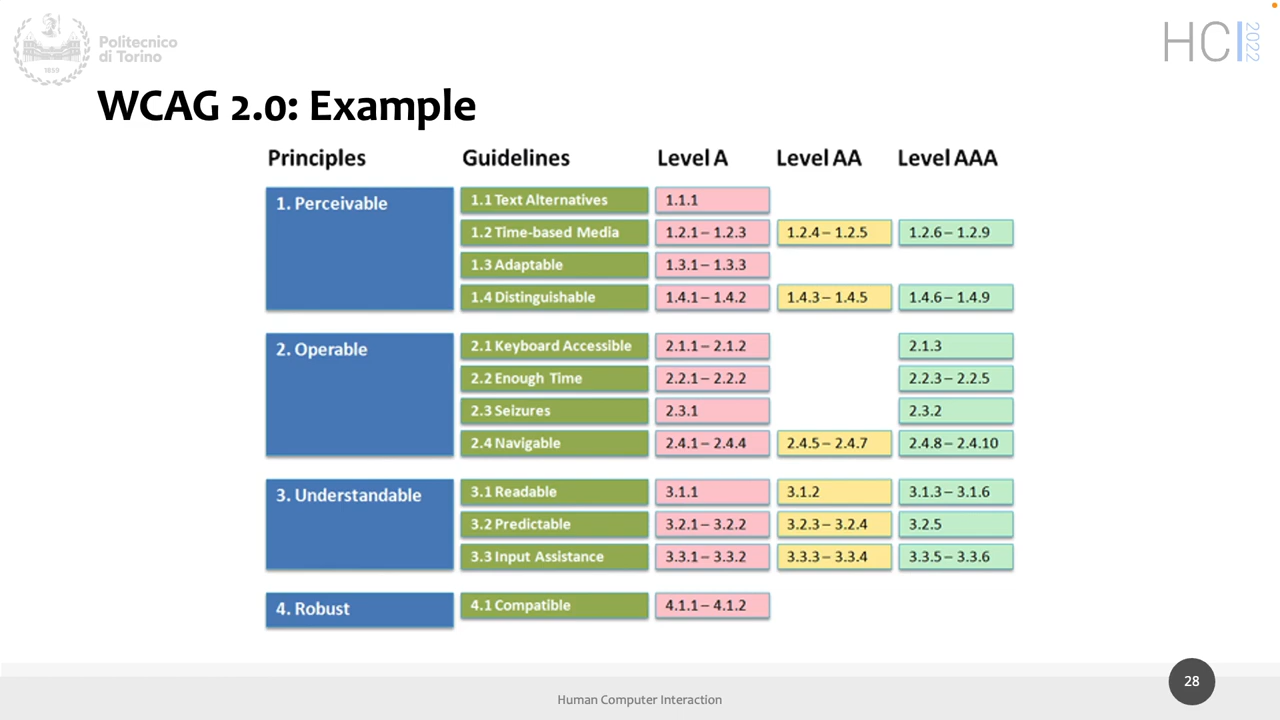 Politecnico
di Torino
1859
HCI 2022
WCAG 2.0: Example
Principles Guidelines Level A Level AA Level AAA
1. Perceivable 1.1 Text Alternatives 1.1.1
1.2 Time-based Media 1.2.1 – 1.2.3 1.2.4 – 1.2.5 1.2.6 – 1.2.9
1.3 Adaptable 1.3.1 – 1.3.3
1.4 Distinguishable 1.4.1 – 1.4.2 1.4.3 – 1.4.5 1.4.6 – 1.4.9
2. Operable 2.1 Keyboard Accessible 2.1.1 – 2.1.2 2.1.3
2.2 Enough Time 2.2.1 – 2.2.2 2.2.3 – 2.2.5
2.3 Seizures 2.3.1 2.3.2
2.4 Navigable 2.4.1 – 2.4.4 2.4.5 – 2.4.7 2.4.8 – 2.4.10
3. Understandable 3.1 Readable 3.1.1 3.1.2 3.1.3 – 3.1.6
3.2 Predictable 3.2.1 – 3.2.2 3.2.3 – 3.2.4 3.2.5
3.3 Input Assistance 3.3.1 – 3.3.2 3.3.3 – 3.3.4 3.3.5 – 3.3.6
4. Robust 4.1 Compatible 4.1.1 – 4.1.2
28
Human Computer Interaction